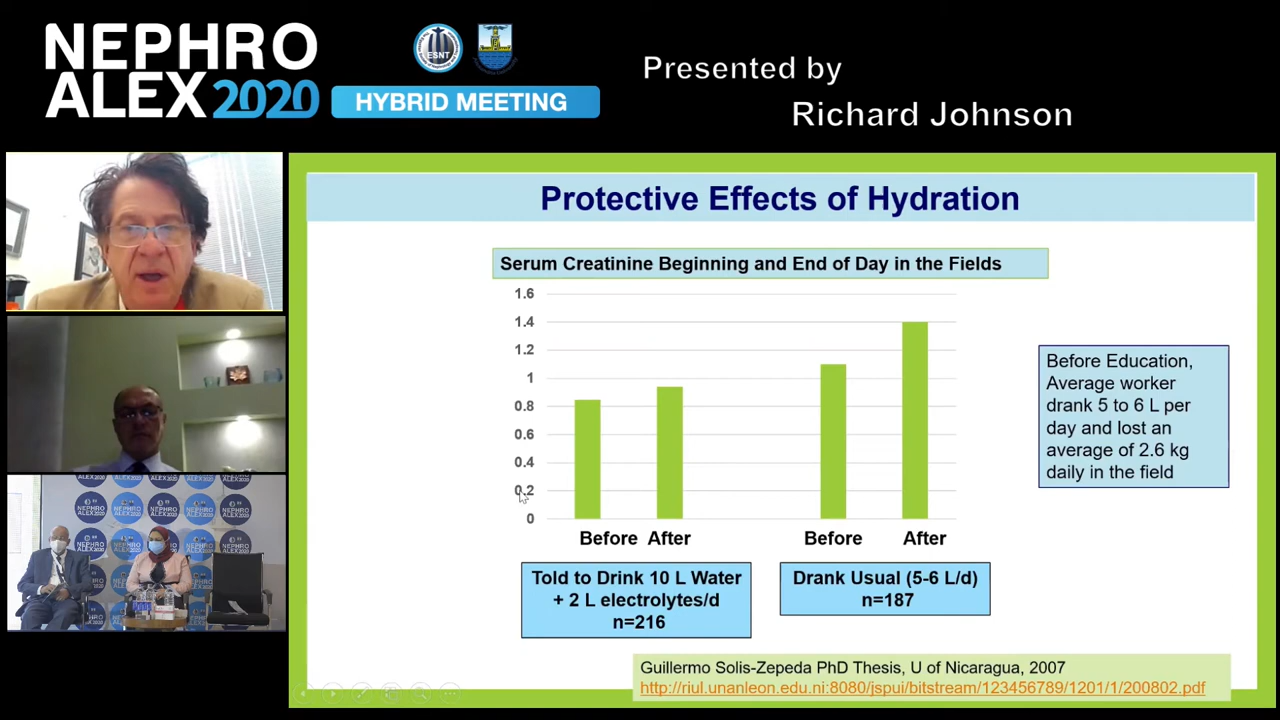 NEPHRO
ALEX2020
HYBRID MEETING
ESNT
Presented by
Richard Johnson
Protective Effects of Hydration
Serum Creatinine Beginning and End of Day in the Fields
1.6
1.4
1.2
1
0.8
0.6
0.4
0.2
0
Before After
Before After
Told to Drink 10 L Water
+ 2 L electrolytes/d
n=216
Drank Usual (5-6 L/d)
n=187
Before Education,
Average worker
drank 5 to 6 L per
day and lost an
average of 2.6 kg
daily in the field
Guillermo Solis-Zepeda PhD Thesis, U of Nicaragua, 2007
http://riul.unanleon.edu.ni:8080/jspui/bitstream/123456789/1201/1/200802.pdf
NEPHRO
ALEX2020